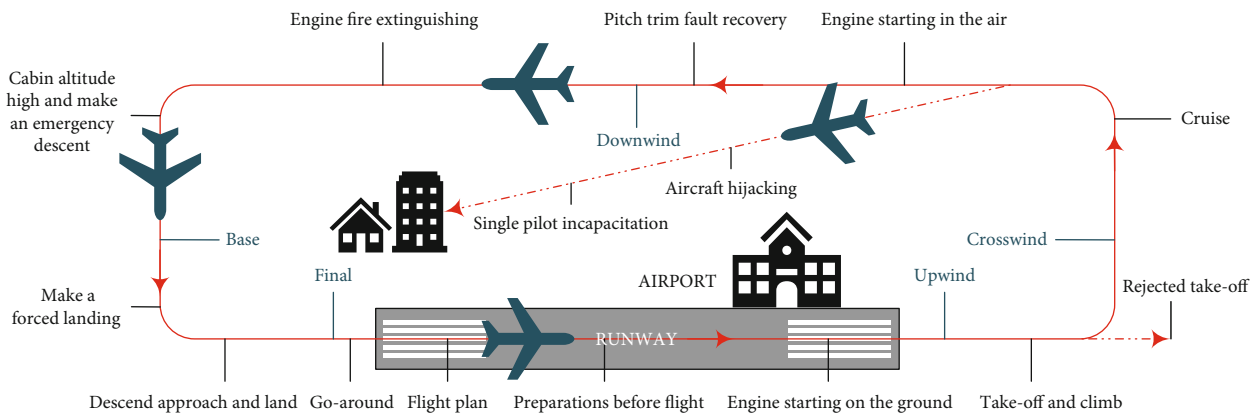 Engine fire extinguishing
Pitch trim fault recovery
Engine starting in the air
Cabin altitude
high and make
an emergency
descent
Downwind
Cruise
Aircraft hijacking
Single pilot incapacitation
Base
Crosswind
Final
AIRPORT
Upwind
Rejected take-off
Make a
forced landing
RUNWAY
Descend approach and land
Go-around
Flight plan
Preparations before flight
Engine starting on the ground
Take-off and climb